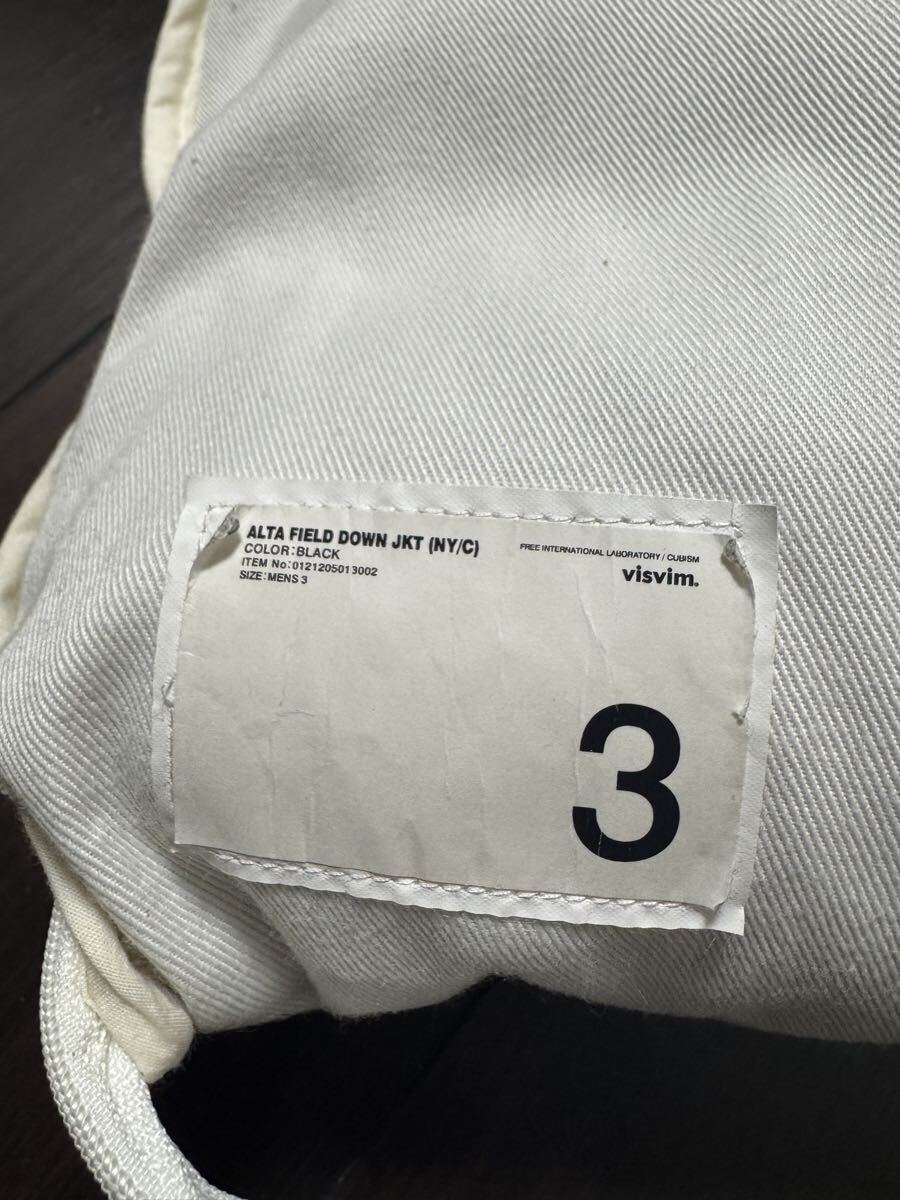 ALTA FIELD DOWN JKT (NY/C)
COLOR:BLACK
ITEM No:0121205013002
SIZE:MENS 3
FREE INTERNATIONAL LABORATORY / CUBISM
visvim.
3